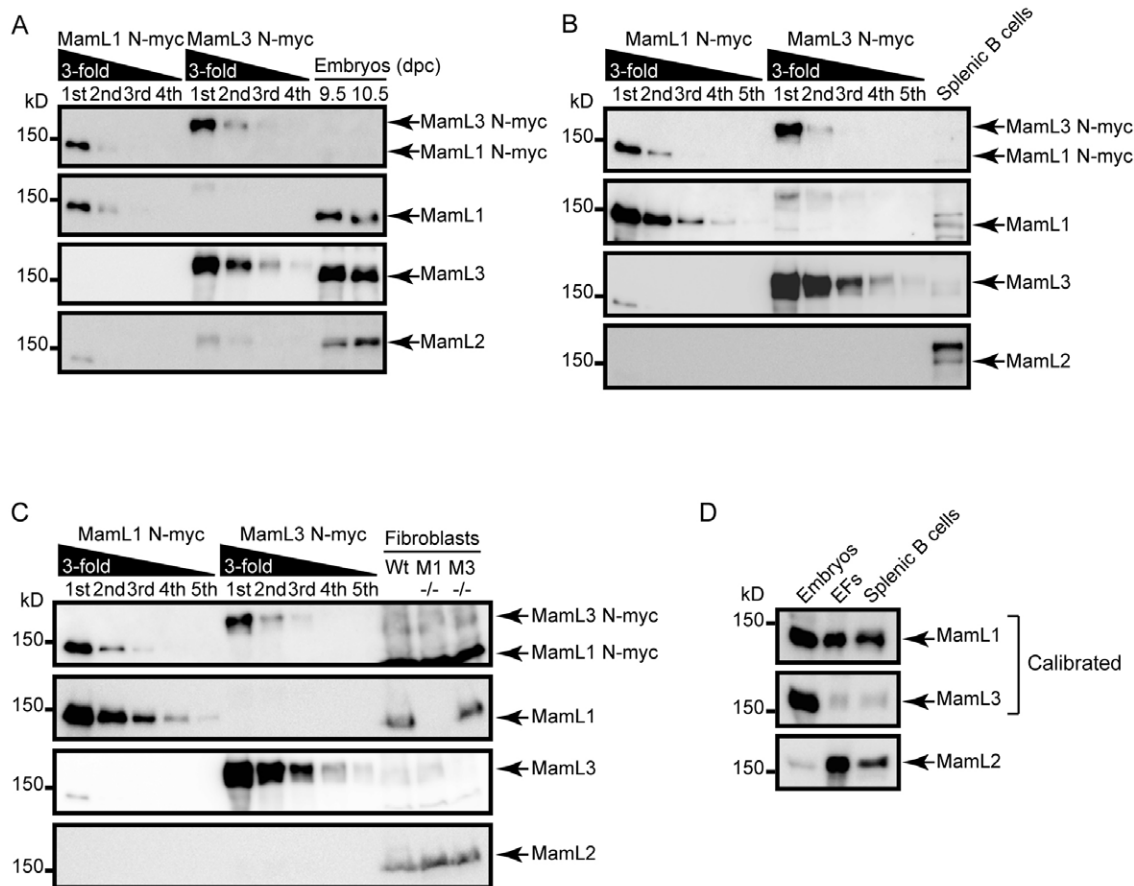 A
MamL1 N-myc MamL3 N-myc
3-fold 3-fold Embryos (dpc)
kD 1st 2nd 3rd 4th 1st 2nd 3rd 4th 9.5 10.5
150 MamL3 N-myc
MamL1 N-myc
150 MamL1
150 MamL3
150 MamL2
B
MamL1 N-myc MamL3 N-myc Splenic B cells
3-fold 3-fold
kD 1st 2nd 3rd 4th 5th 1st 2nd 3rd 4th 5th
150 MamL3 N-myc
MamL1 N-myc
150 MamL1
150 MamL3
150 MamL2
C
MamL1 N-myc MamL3 N-myc Fibroblasts
3-fold 3-fold Wt M1 M3
kD 1st 2nd 3rd 4th 5th 1st 2nd 3rd 4th 5th -/- -/-
150 MamL3 N-myc
MamL1 N-myc
150 MamL1
150 MamL3
150 MamL2
D
Embryos EFs Splenic B cells
kD
150 MamL1
Calibrated
150 MamL3
150 MamL2